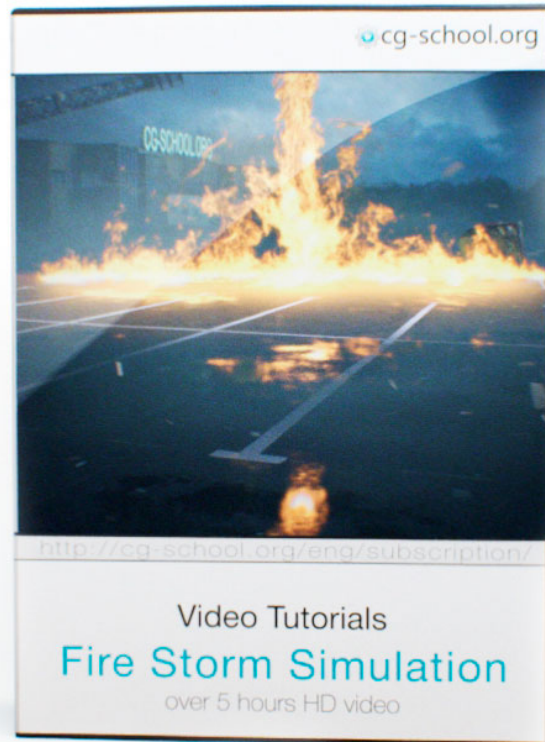 cg-school.org
CG-SCHOOL.ORG
http://cg-school.org/eng/subscription/
Video Tutorials
Fire Storm Simulation
over 5 hours HD video